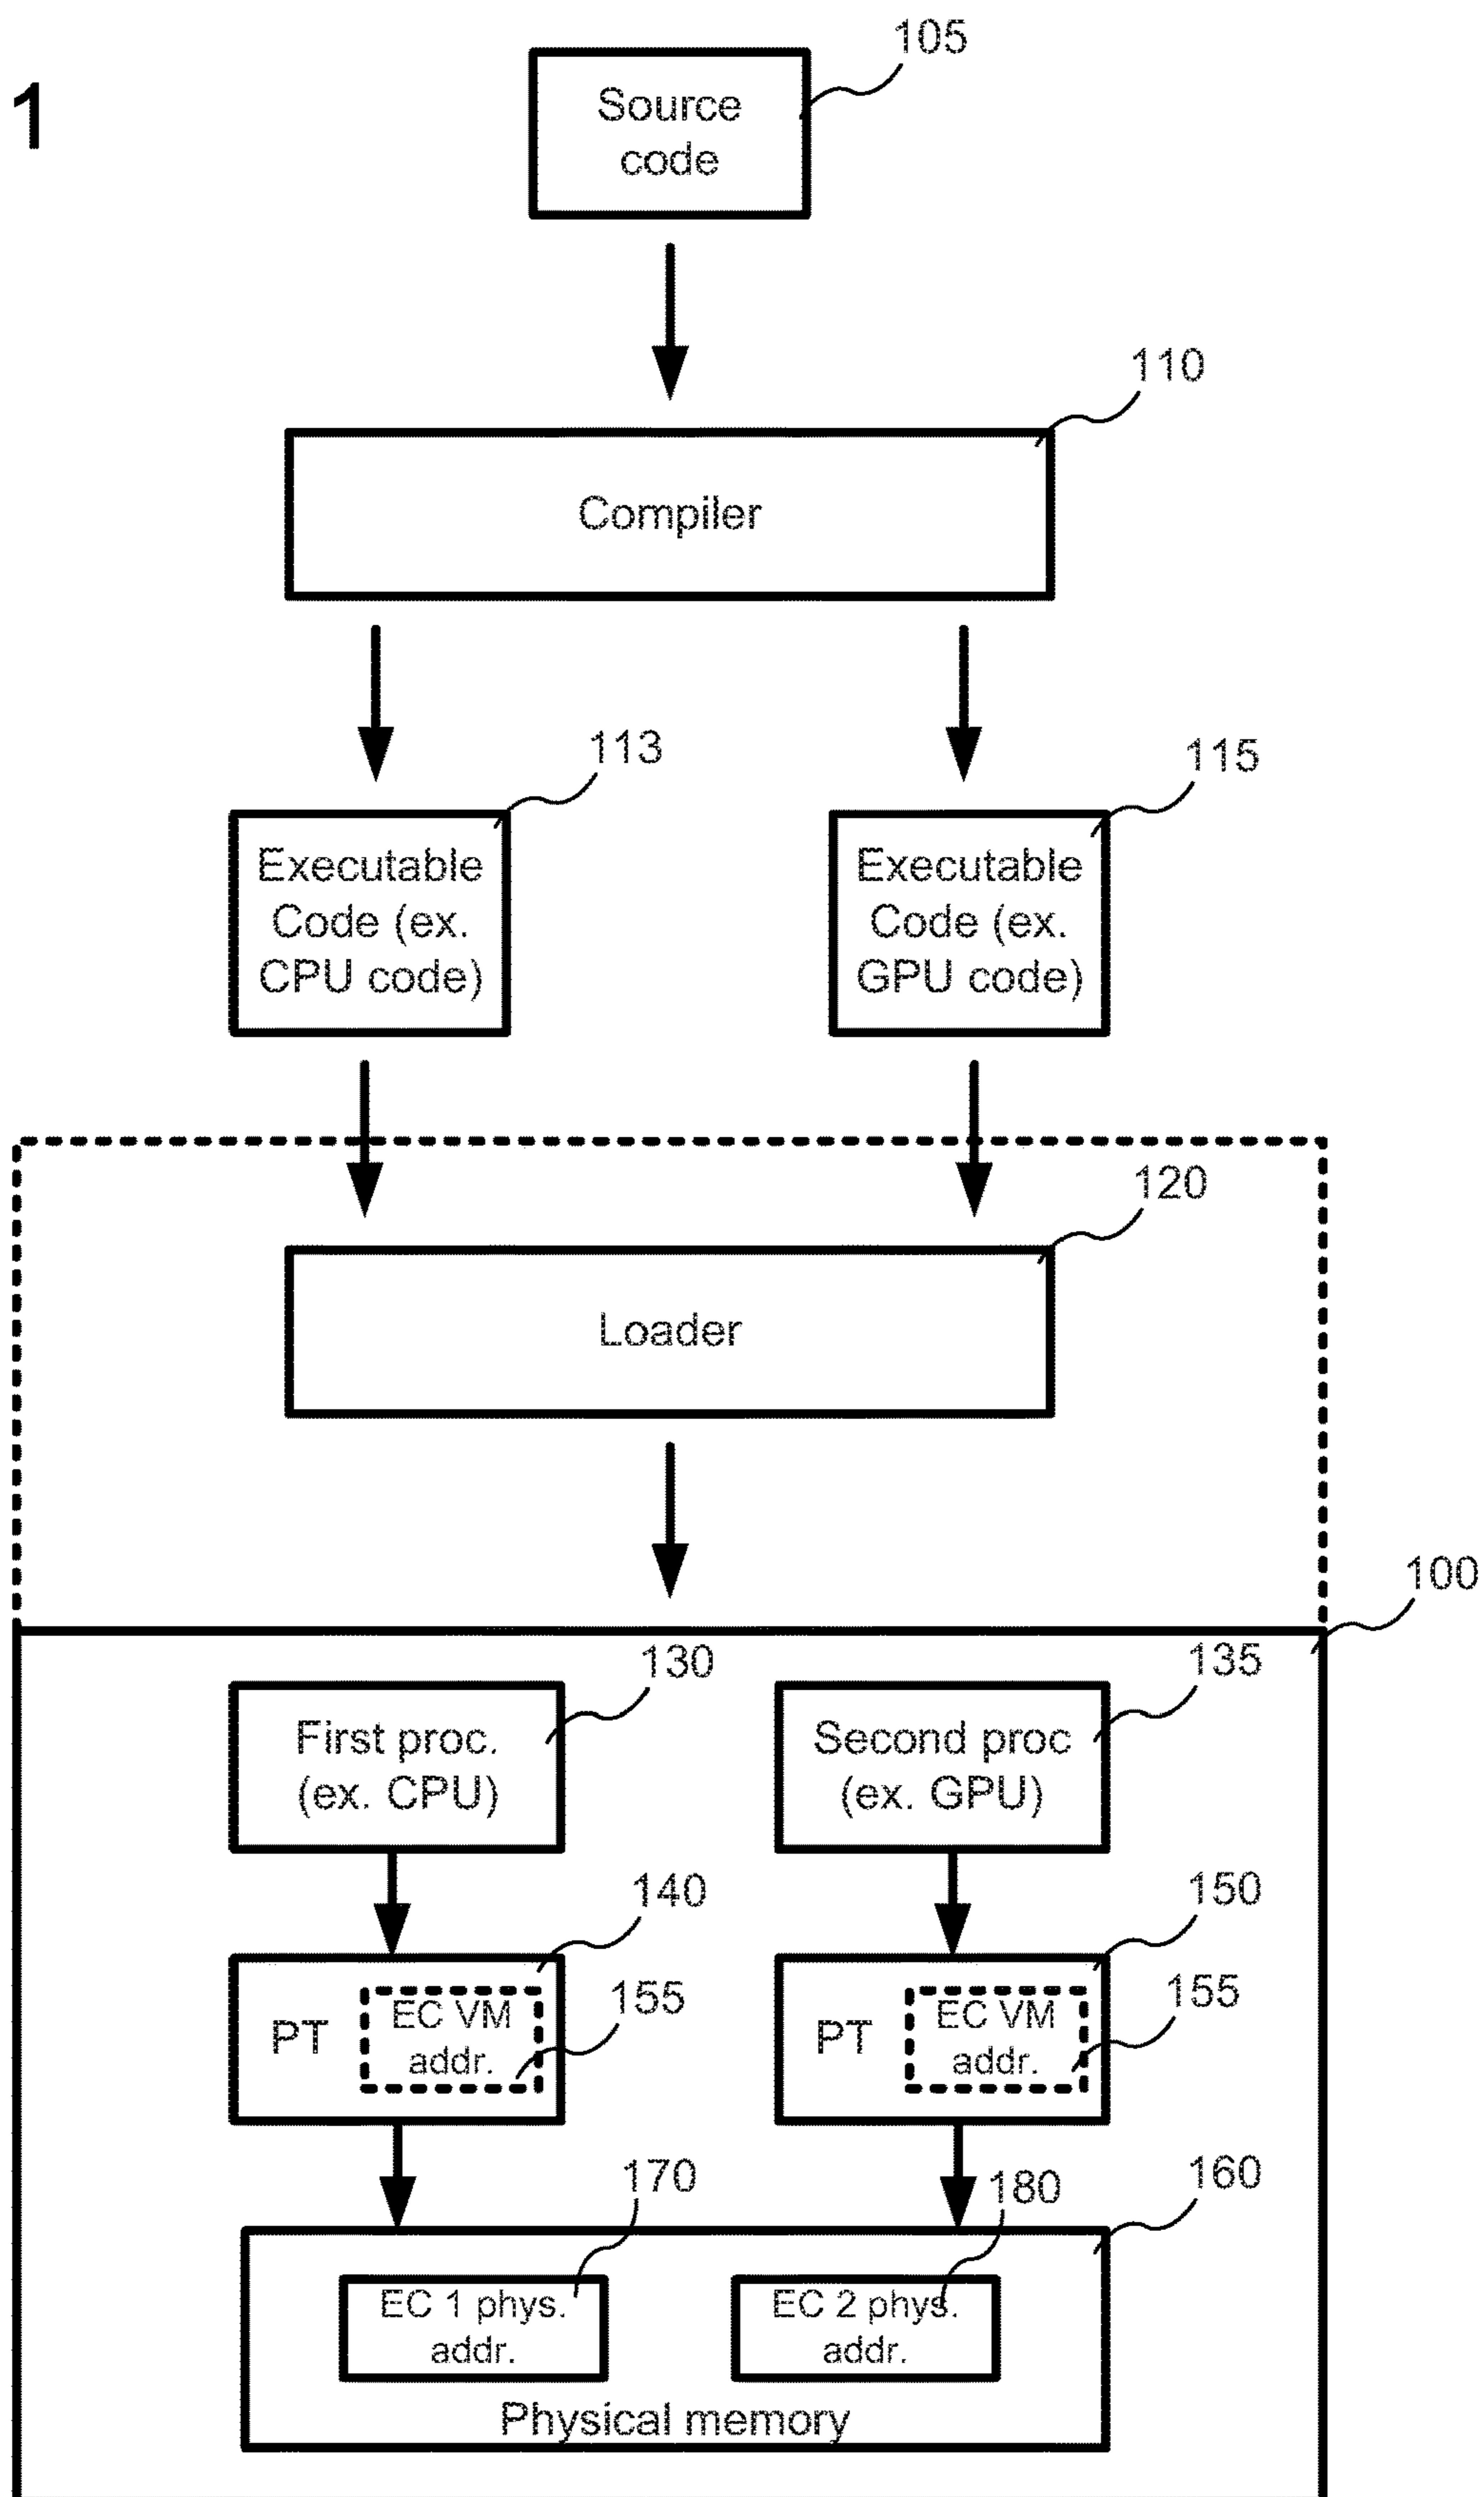 1
105
Source
code
110
Compiler
113
115
Executable
Code (ex.
CPU code)
Executable
Code (ex.
GPU code)
120
Loader
100
130
135
First proc.
(ex. CPU)
Second proc
(ex. GPU)
140
150
PT
EC VM
addr.
155
PT
EC VM
addr.
155
170
180
160
EC 1 phys.
addr.
EC 2 phys.
addr.
Physical memory